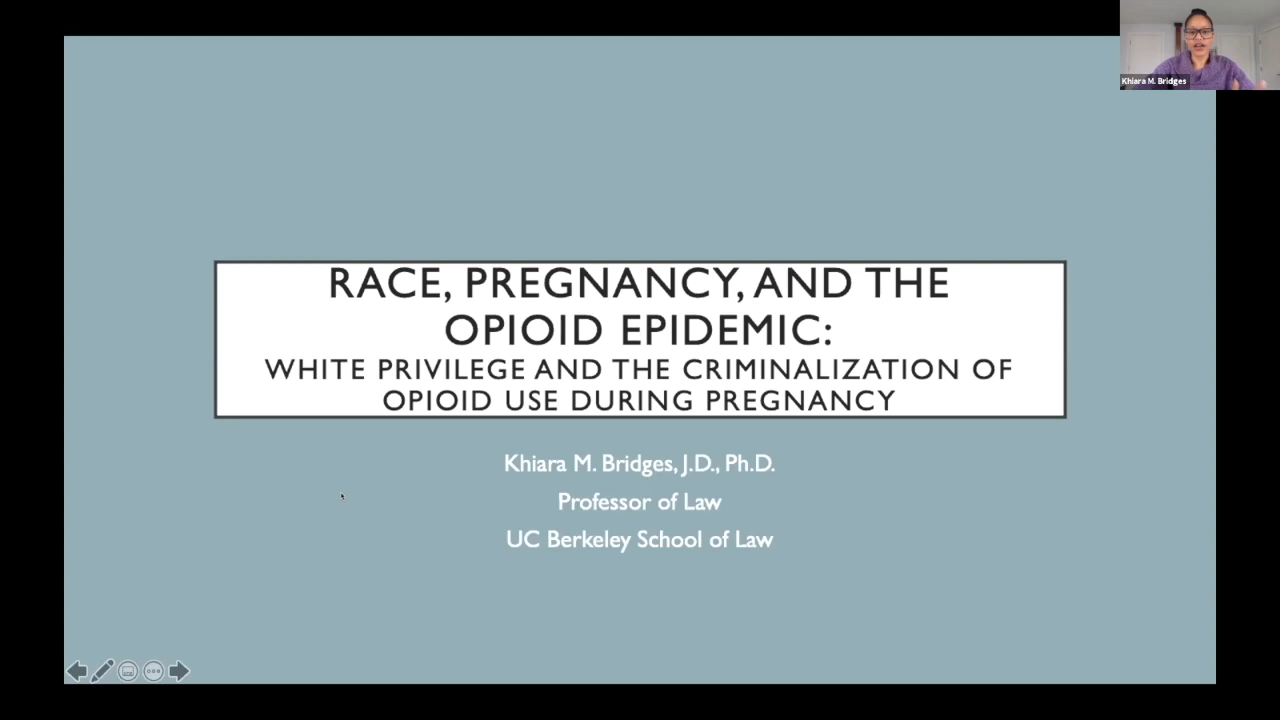 Khiara M. Bridges
RACE, PREGNANCY, AND THE
OPIOID EPIDEMIC:
WHITE PRIVILEGE AND THE CRIMINALIZATION OF
OPIOID USE DURING PREGNANCY
Khiara M. Bridges, J.D., Ph.D.
Professor of Law
UC Berkeley School of Law